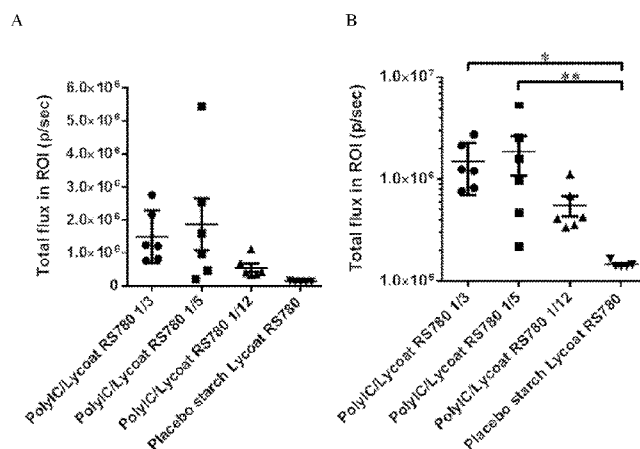 A
Total flux in ROI (p/sec)
6.0×10⁶
5.0×10⁶
4.0×10⁶
3.0×10⁶
2.0×10⁶
1.0×10⁶
0
PolyIC/Lycoat RS780 1/3
PolyIC/Lycoat RS780 1/5
PolyIC/Lycoat RS780 1/12
Placebo starch Lycoat RS780
B
Total flux in ROI (p/sec)
*
**
1.0×10⁷
1.0×10⁶
1.0×10⁵
PolyIC/Lycoat RS780 1/3
PolyIC/Lycoat RS780 1/5
PolyIC/Lycoat RS780 1/12
Placebo starch Lycoat RS780